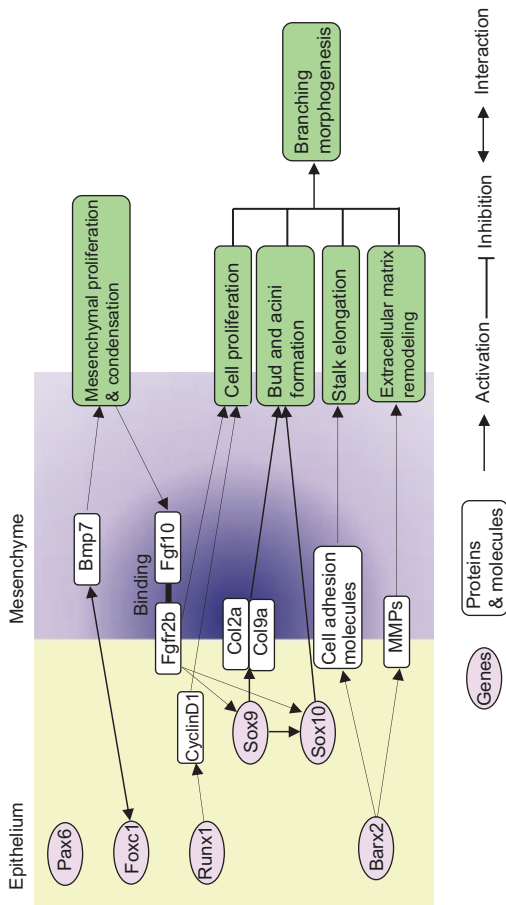 Epithelium
Mesenchyme
Pax6
Foxc1
Bmp7
Mesenchymal proliferation
& condensation
Binding
Fgfr2b
Fgf10
Runx1
CyclinD1
Cell proliferation
Sox9
Col2a
Col9a
Bud and acini
formation
Sox10
Branching
morphogenesis
Cell adhesion
molecules
Stalk elongation
Barx2
MMPs
Extracellular matrix
remodeling
Genes
Proteins
& molecules
Activation
Inhibition
Interaction